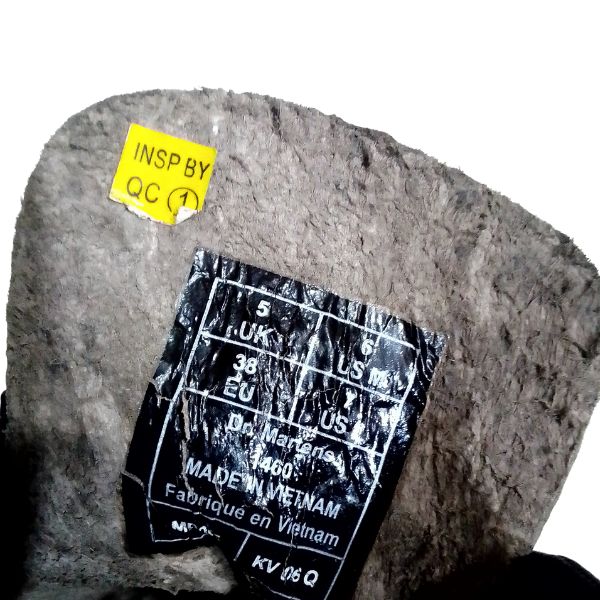 INSP BY
QC 1
5 6
UK US M
38 7
EU US L
Dr. Martens
1460
MADE IN VIETNAM
Fabriqué en Vietnam
KV 06 Q